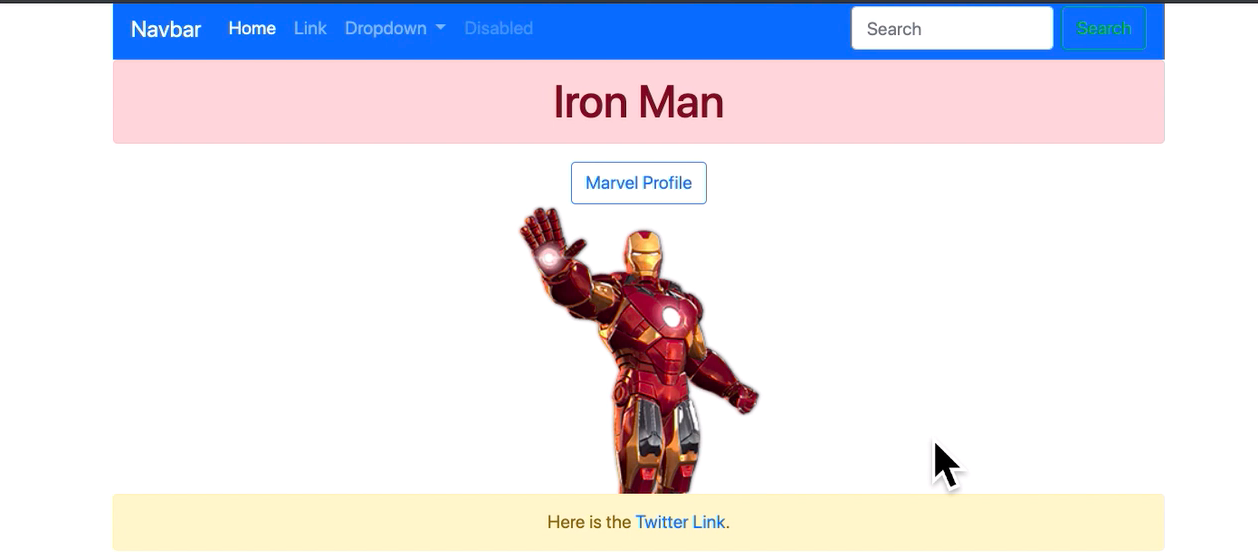 Navbar Home Link Dropdown Disabled Search Search
Iron Man
Marvel Profile
Here is the Twitter Link.